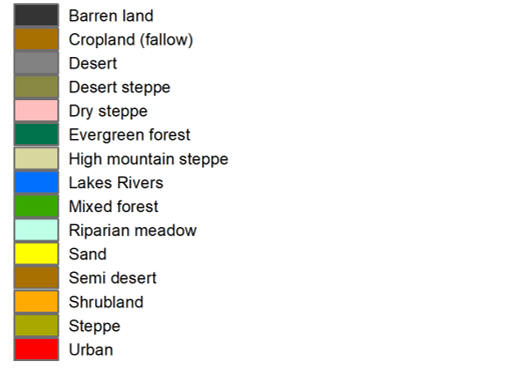 Barren land
Cropland (fallow)
Desert
Desert steppe
Dry steppe
Evergreen forest
High mountain steppe
Lakes Rivers
Mixed forest
Riparian meadow
Sand
Semi desert
Shrubland
Steppe
Urban